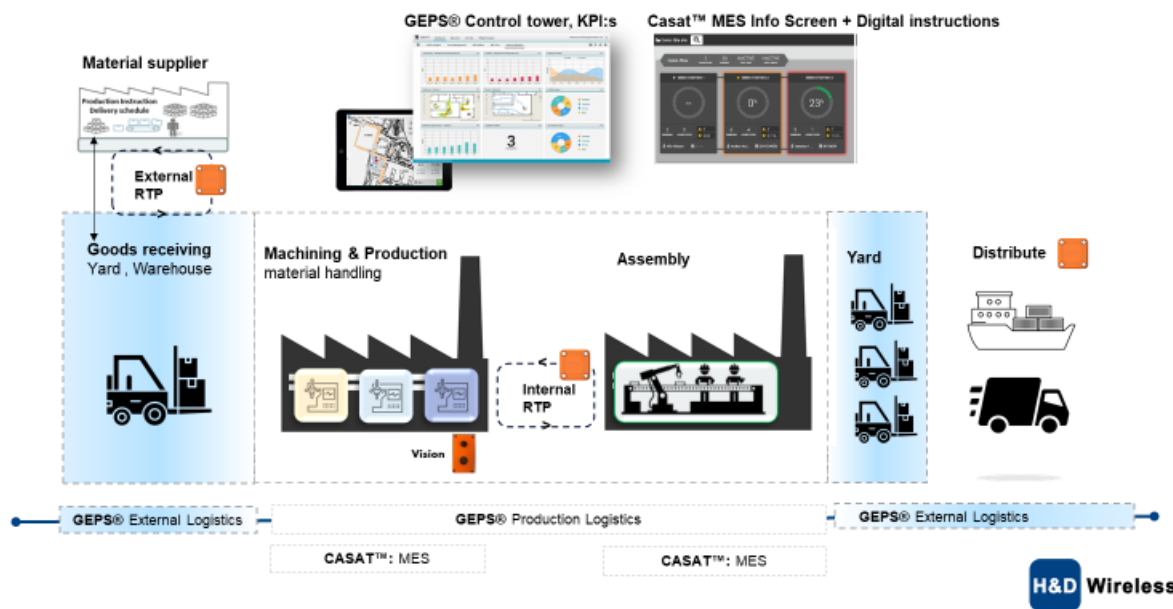 GEPS® Control tower, KPI:s
Casat™ MES Info Screen + Digital instructions
Material supplier
Production Instruction
Delivery schedule
External
RTP
3
0%
23%
Goods receiving
Yard , Warehouse
Machining & Production
material handling
Assembly
Yard
Distribute
Internal
RTP
Vision
GEPS® External Logistics
GEPS® Production Logistics
GEPS® External Logistics
CASAT™: MES
CASAT™: MES
H&D Wireless